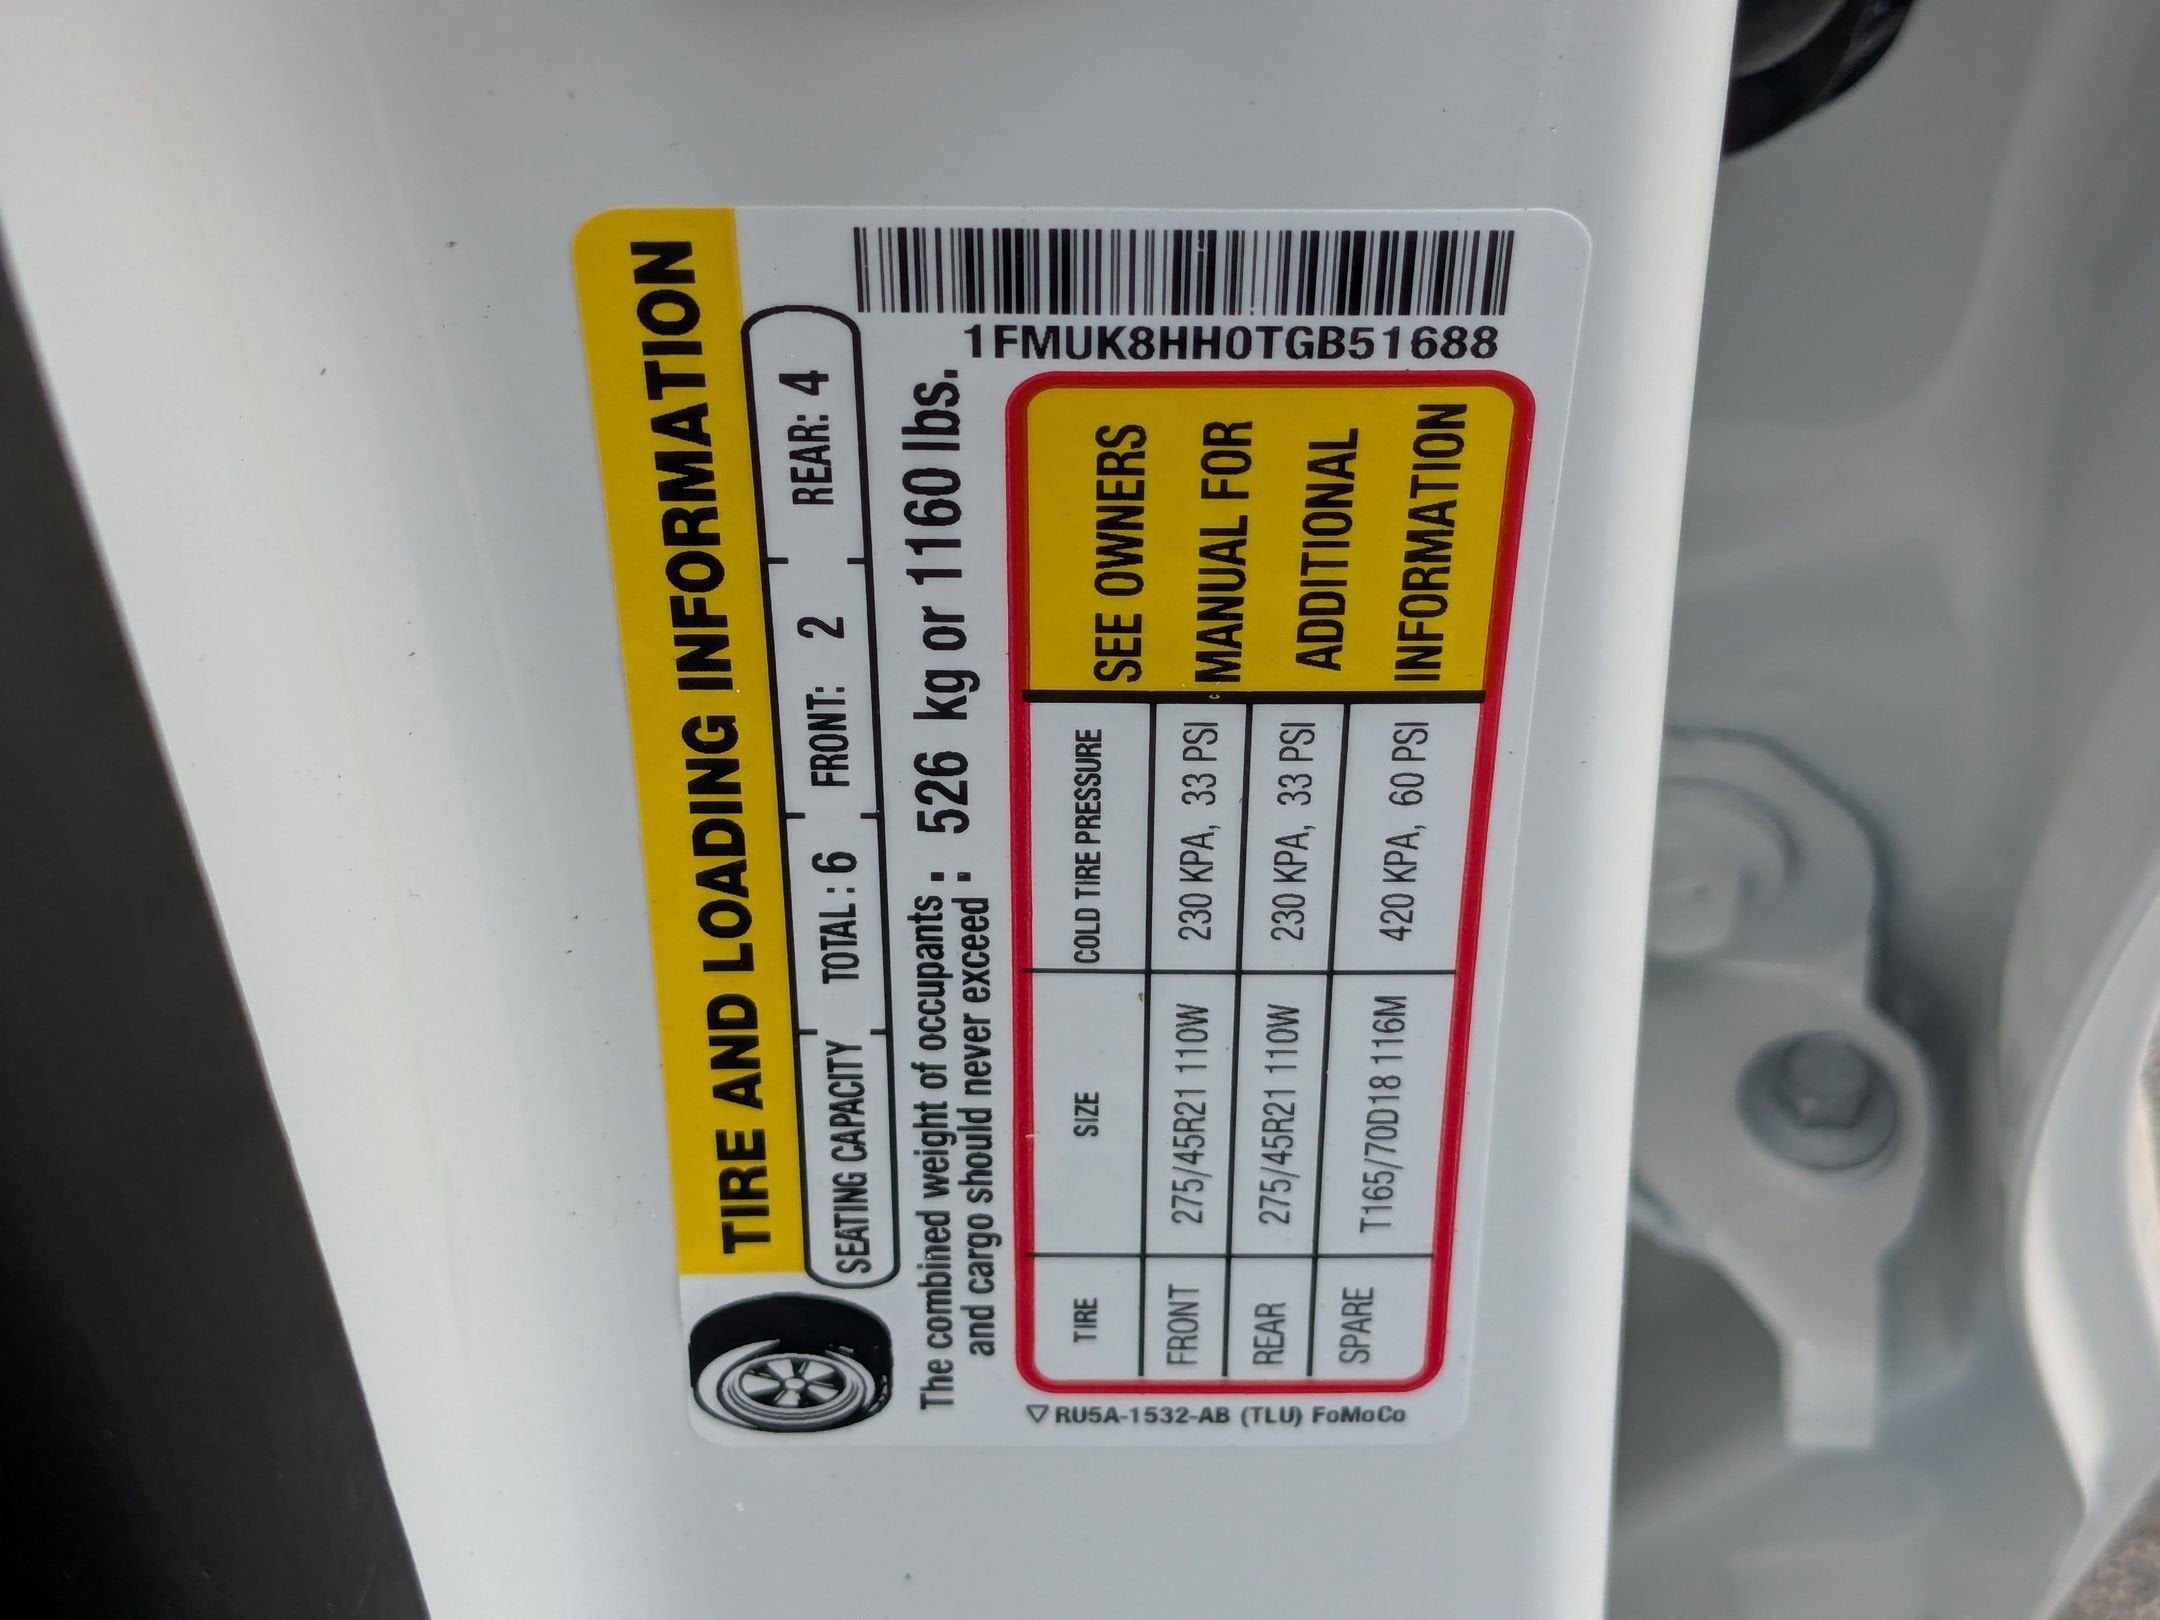 TIRE AND LOADING INFORMATION
SEATING CAPACITY TOTAL : 6 FRONT: 2 REAR: 4
The combined weight of occupants : 526 kg or 1160 lbs.
and cargo should never exceed :
1FMUK8HH0TGB51688
TIRE SIZE COLD TIRE PRESSURE
FRONT 275/45R21 110W 230 KPA, 33 PSI
REAR 275/45R21 110W 230 KPA, 33 PSI
SPARE T165/70D18 116M 420 KPA, 60 PSI
SEE OWNERS
MANUAL FOR
ADDITIONAL
INFORMATION
RU5A-1532-AB (TLU) FoMoCo